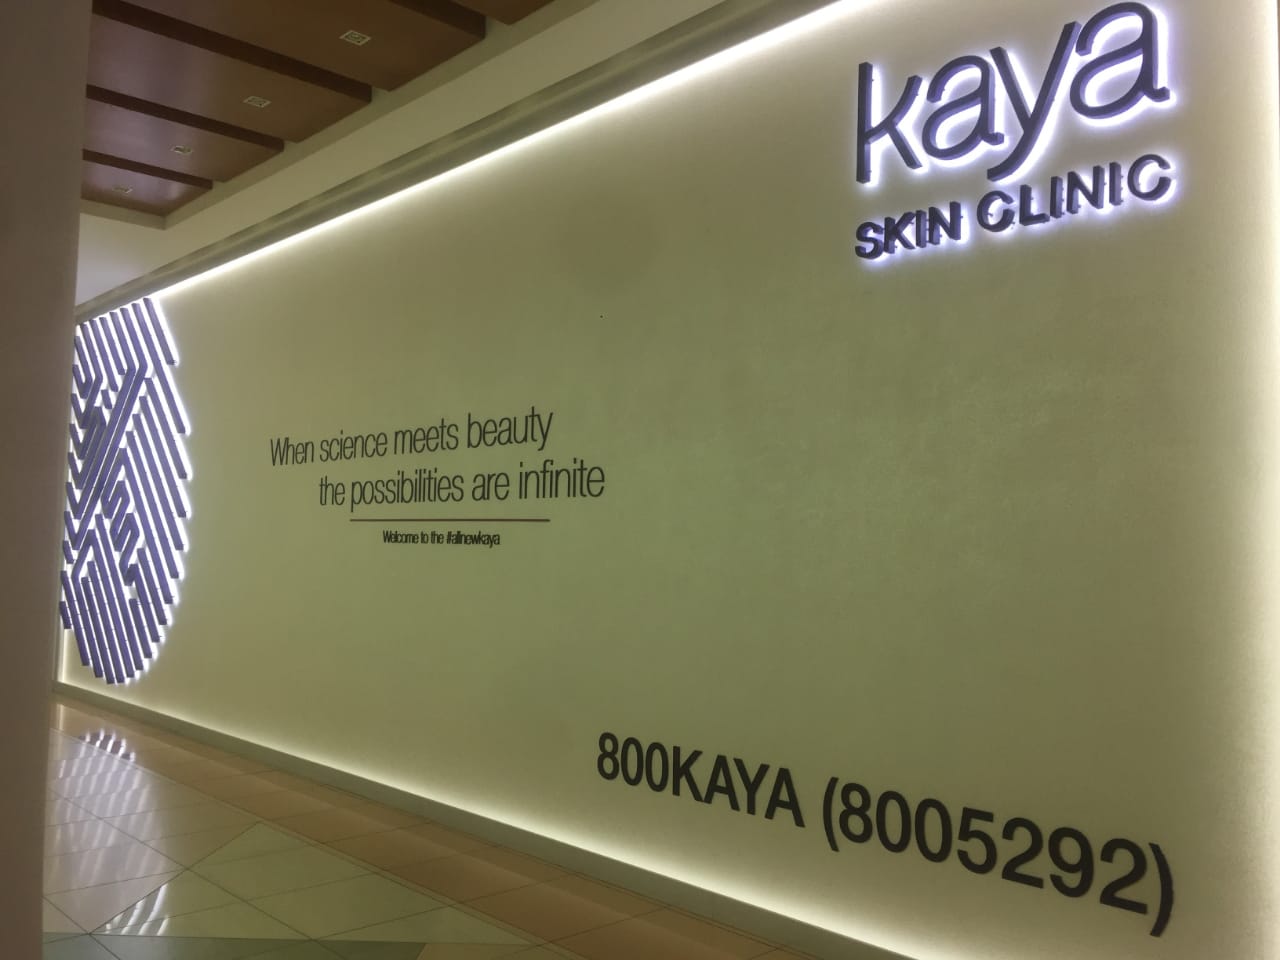 kaya
SKIN CLINIC
When science meets beauty
the possibilities are infinite
Welcome to the #allnewkaya
800KAYA (8005292)